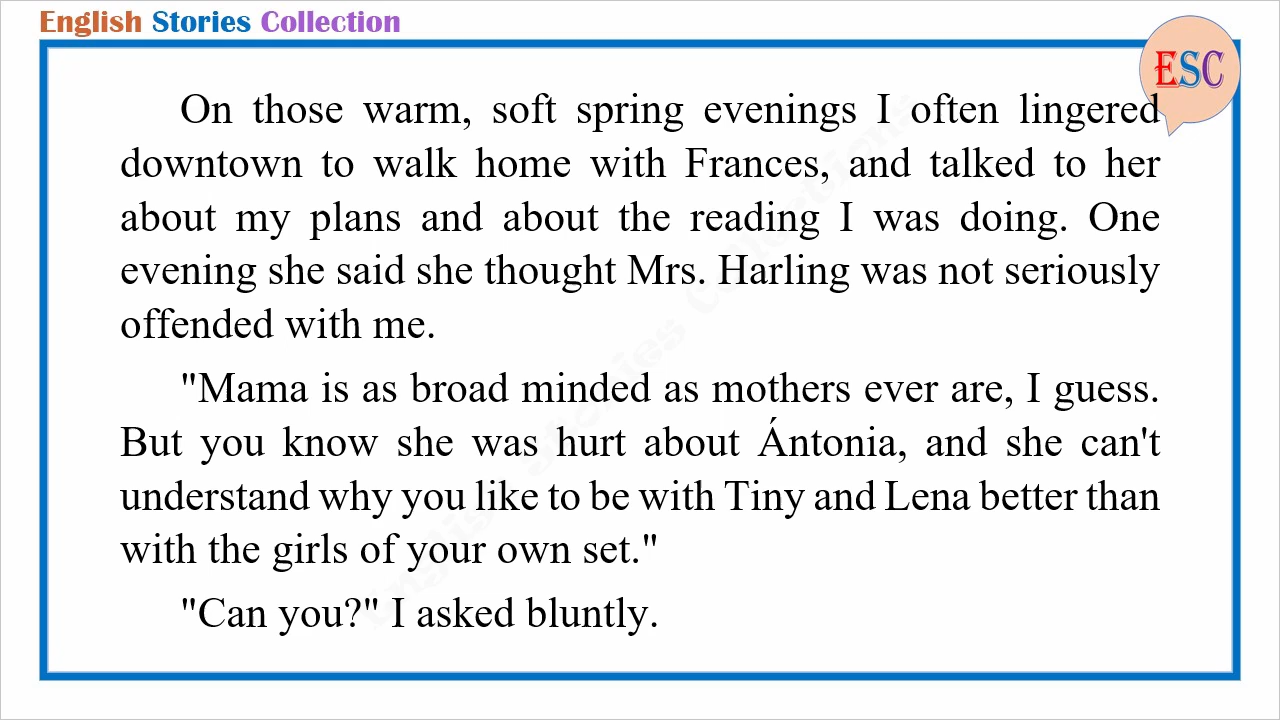 English Stories Collection
ESC
On those warm, soft spring evenings I often lingered
downtown to walk home with Frances, and talked to her
about my plans and about the reading I was doing. One
evening she said she thought Mrs. Harling was not seriously
offended with me.
"Mama is as broad minded as mothers ever are, I guess.
But you know she was hurt about Ántonia, and she can't
understand why you like to be with Tiny and Lena better than
with the girls of your own set."
"Can you?" I asked bluntly.
English Stories Collections